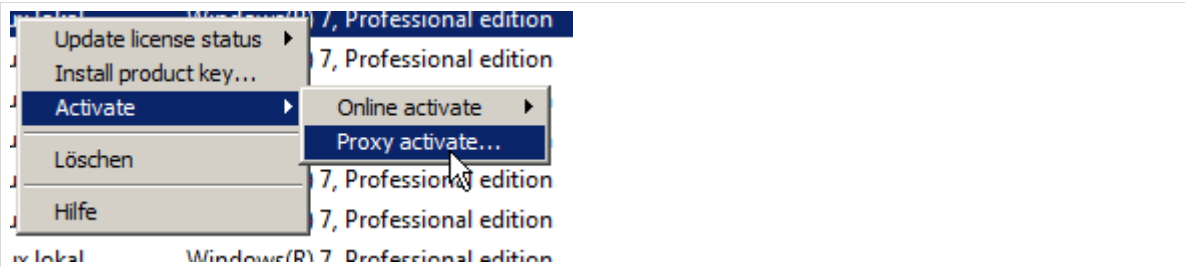 7, Professional edition
Update license status
7, Professional edition
Install product key...
Activate
Online activate
Proxy activate...
Löschen
7, Professional edition
Hilfe
7, Professional edition
lokal Windows(R) 7, Professional edition